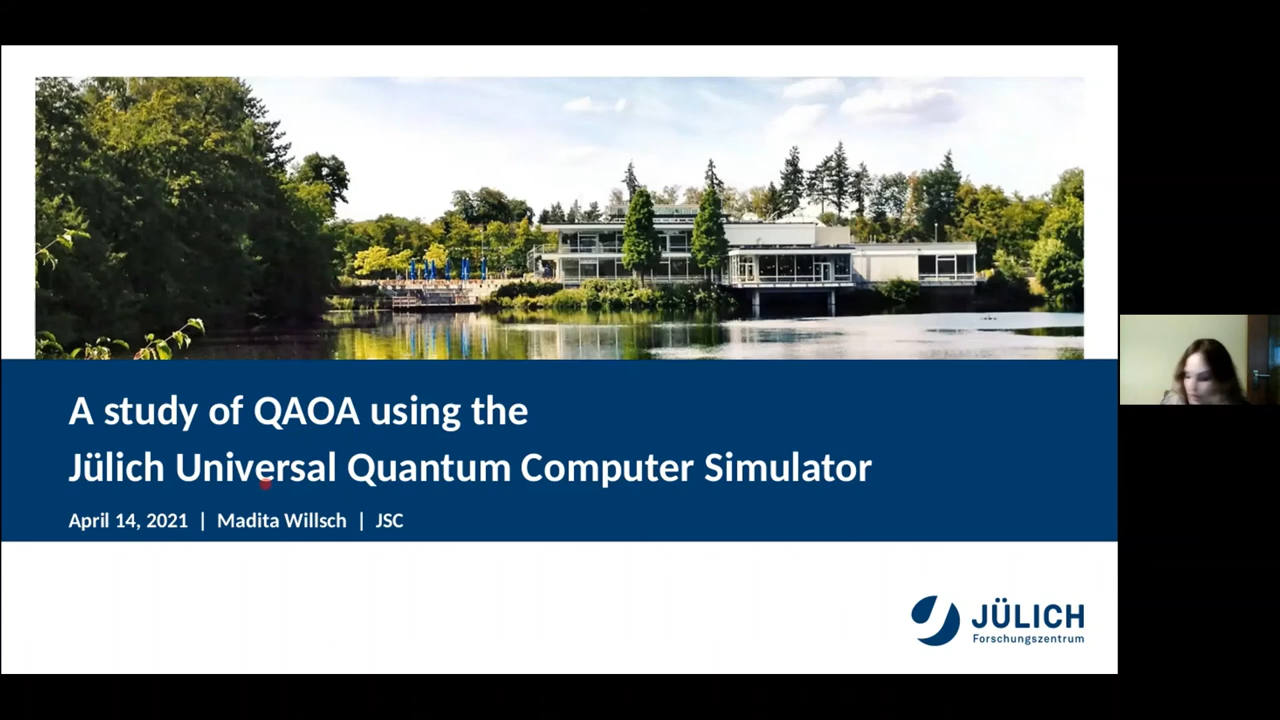 A study of QAOA using the
Jülich Universal Quantum Computer Simulator
April 14, 2021 | Madita Willsch | JSC
JÜLICH
Forschungszentrum